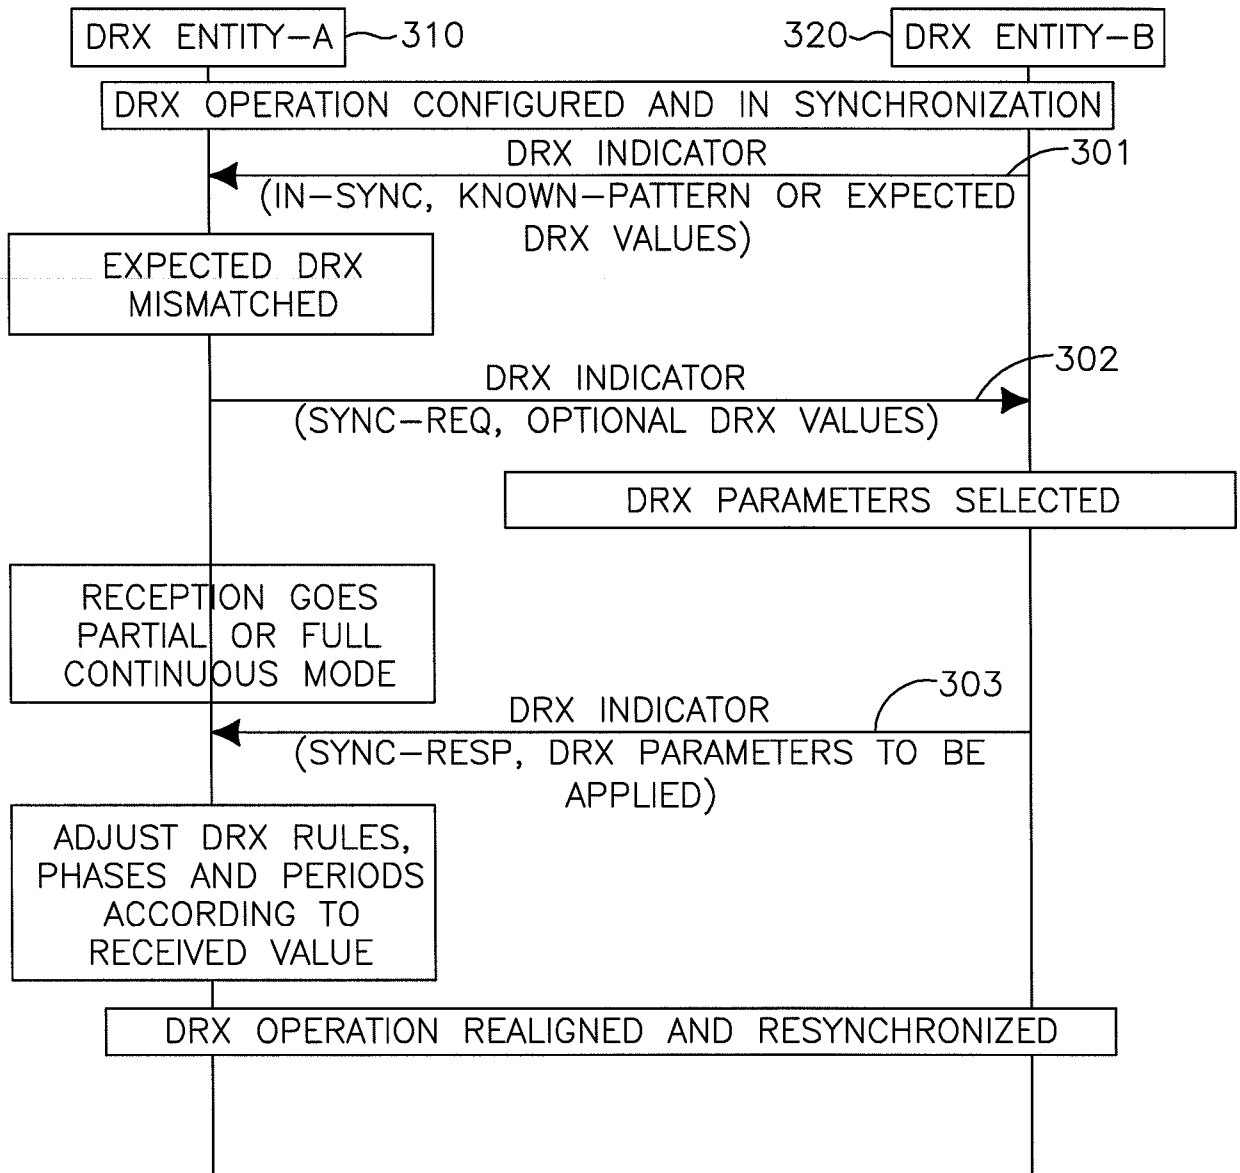 DRX ENTITY-A 310 320 DRX ENTITY-B
DRX OPERATION CONFIGURED AND IN SYNCHRONIZATION
DRX INDICATOR 301
(IN-SYNC, KNOWN-PATTERN OR EXPECTED
DRX VALUES)
EXPECTED DRX
MISMATCHED
DRX INDICATOR 302
(SYNC-REQ, OPTIONAL DRX VALUES)
DRX PARAMETERS SELECTED
RECEPTION GOES
PARTIAL OR FULL
CONTINUOUS MODE
DRX INDICATOR 303
(SYNC-RESP, DRX PARAMETERS TO BE
APPLIED)
ADJUST DRX RULES,
PHASES AND PERIODS
ACCORDING TO
RECEIVED VALUE
DRX OPERATION REALIGNED AND RESYNCHRONIZED